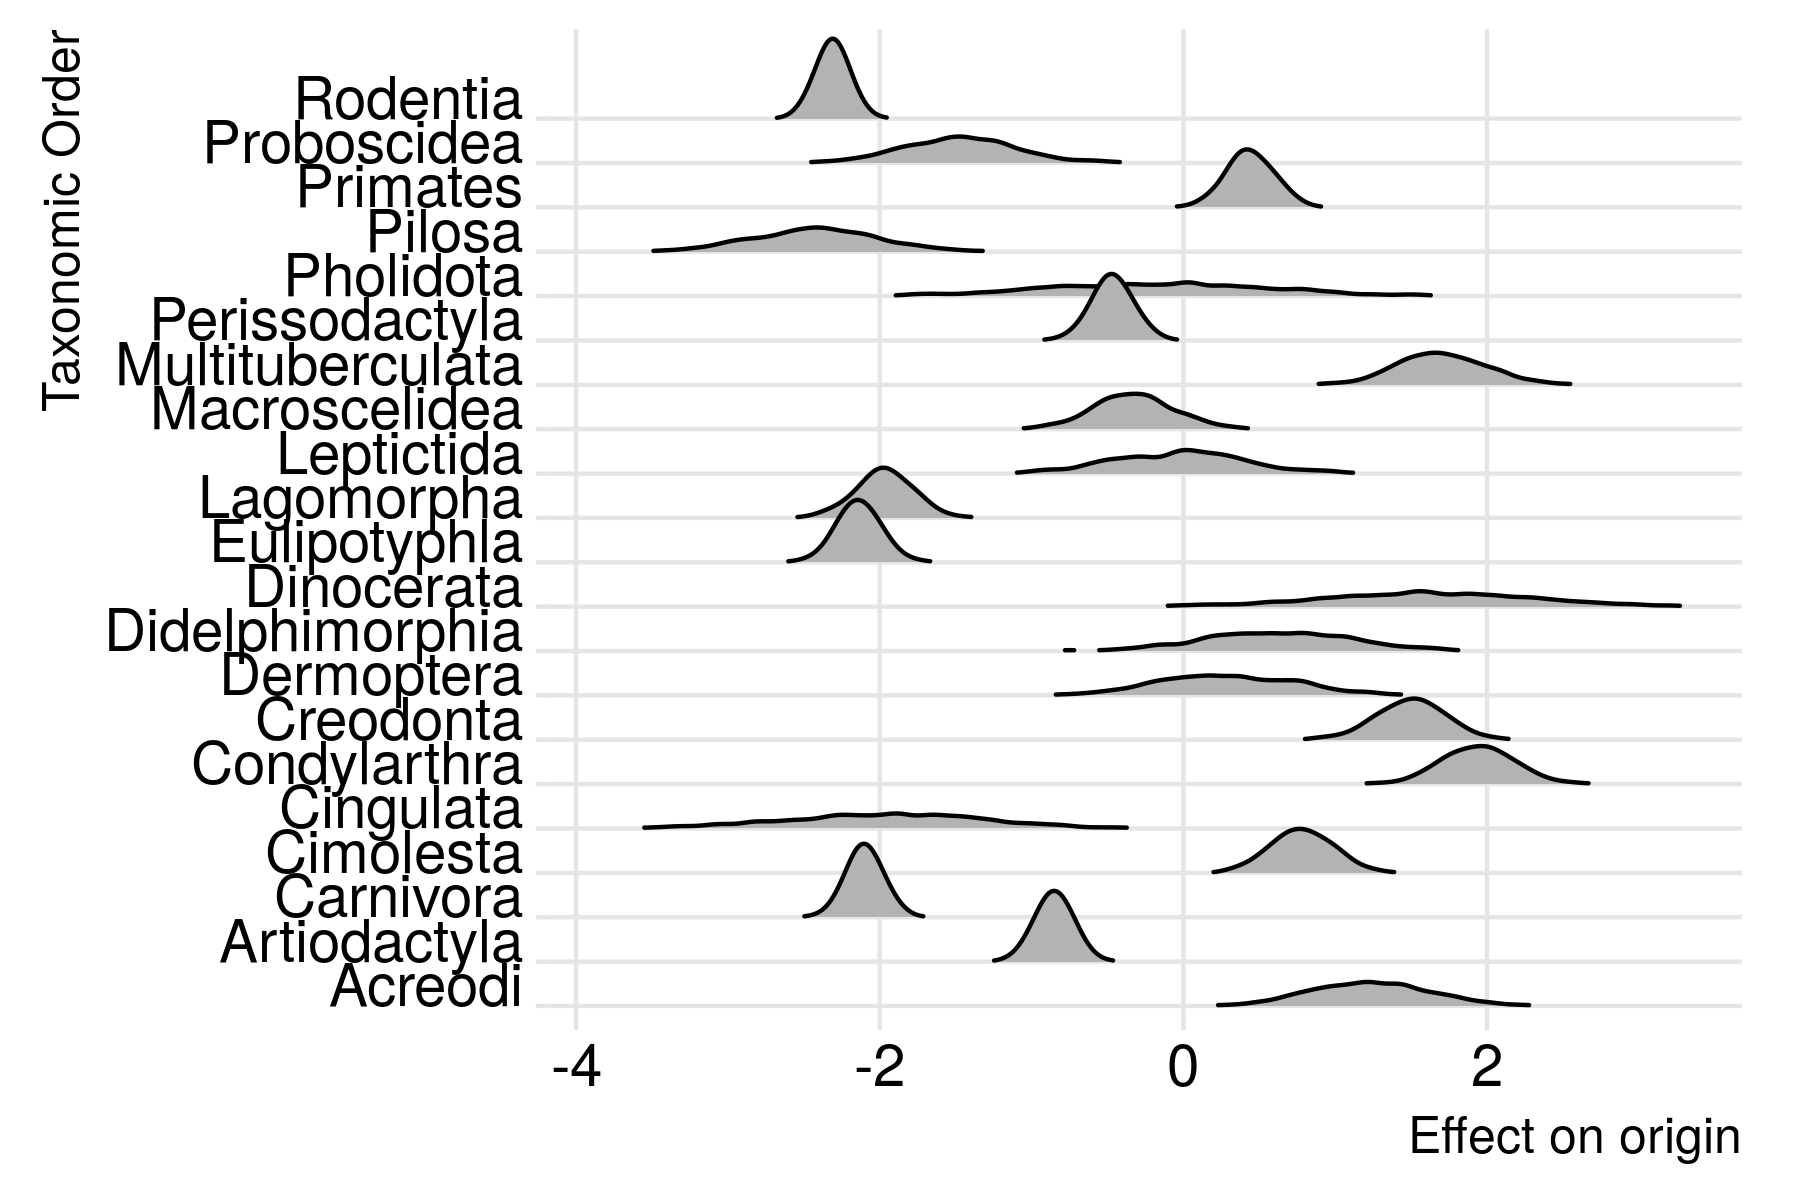 Taxonomic Order
Rodentia
Proboscidea
Primates
Pilosa
Pholidota
Perissodactyla
Multituberculata
Macroscelidea
Leptictida
Lagomorpha
Eulipotyphla
Dinocerata
Didelphimorphia
Dermoptera
Creodonta
Condylarthra
Cingulata
Cimolesta
Carnivora
Artiodactyla
Acreodi
-4 -2 0 2
Effect on origin